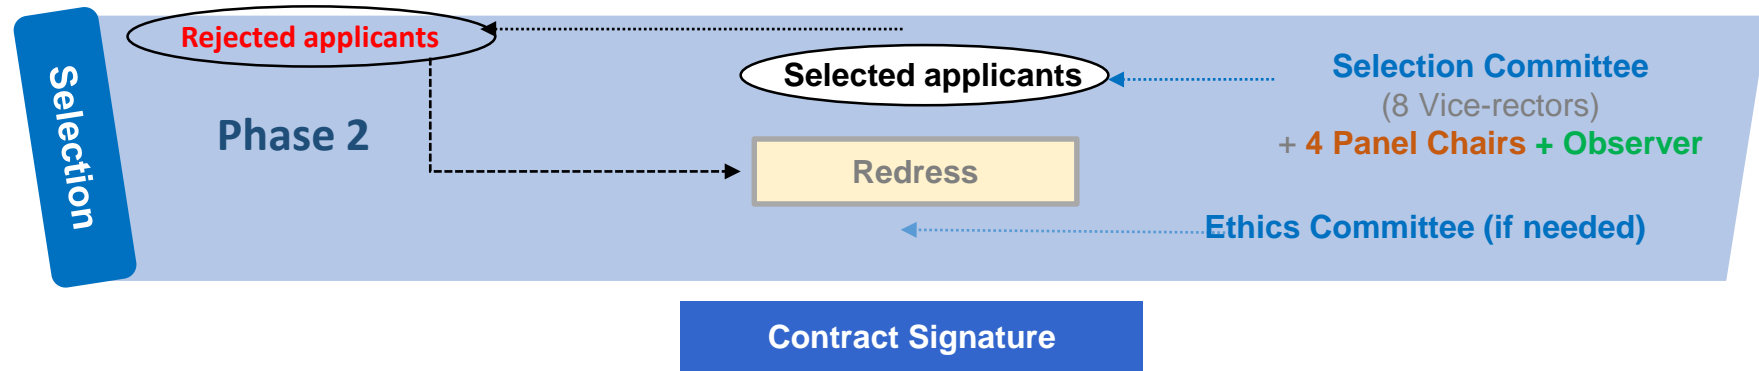 Selection
Rejected applicants
Phase 2
Selected applicants
Redress
Selection Committee
(8 Vice-rectors)
+ 4 Panel Chairs + Observer
Ethics Committee (if needed)
Contract Signature